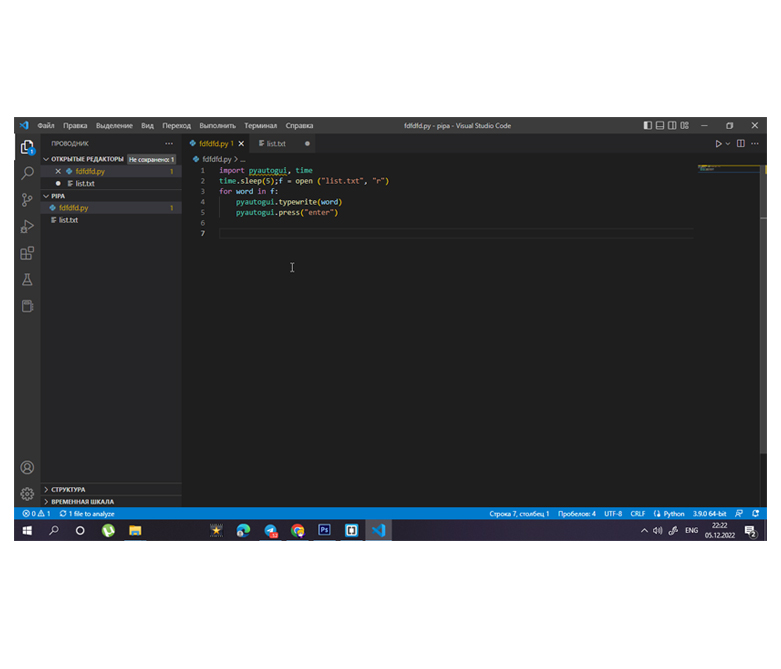 Файл Правка Выделение Вид Переход Выполнить Терминал Справка
fdfdfd.py - pipa - Visual Studio Code
ПРОВОДНИК
fdfdfd.py 1
list.txt
ОТКРЫТЫЕ РЕДАКТОРЫ Не сохранено: 1
fdfdfd.py 1
list.txt
PIPA
fdfdfd.py 1
list.txt
fdfdfd.py > ...
1 import pyautogui, time
2 time.sleep(5);f = open ("list.txt", "r")
3 for word in f:
4 pyautogui.typewrite(word)
5 pyautogui.press("enter")
6
7
СТРУКТУРА
ВРЕМЕННАЯ ШКАЛА
0 1 1 file to analyze
Строка 7, столбец 1 Пробелов: 4 UTF-8 CRLF Python 3.9.0 64-bit
Ps
ENG
22:22
05.12.2022
2